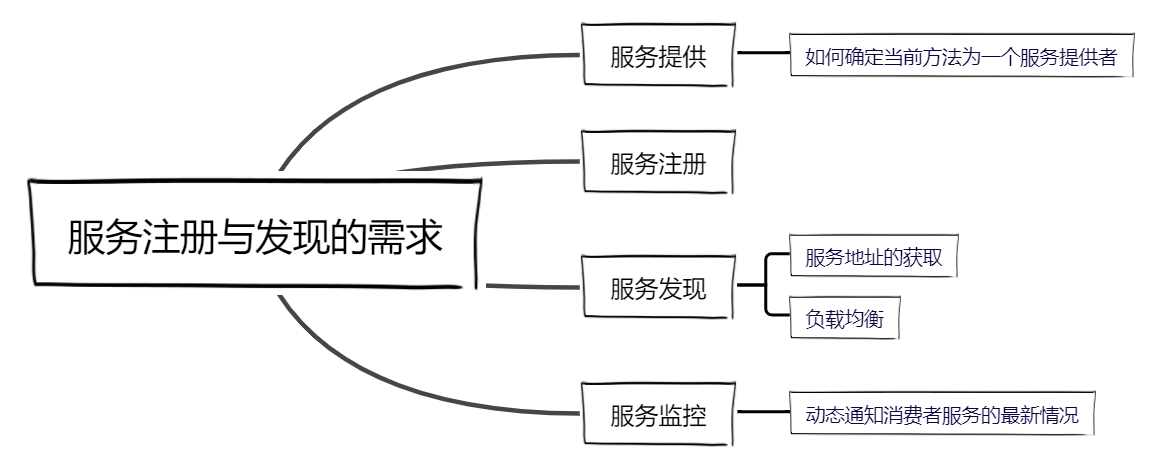 服务注册与发现的需求
服务提供
如何确定当前方法为一个服务提供者
服务注册
服务发现
服务地址的获取
负载均衡
服务监控
动态通知消费者服务的最新情况